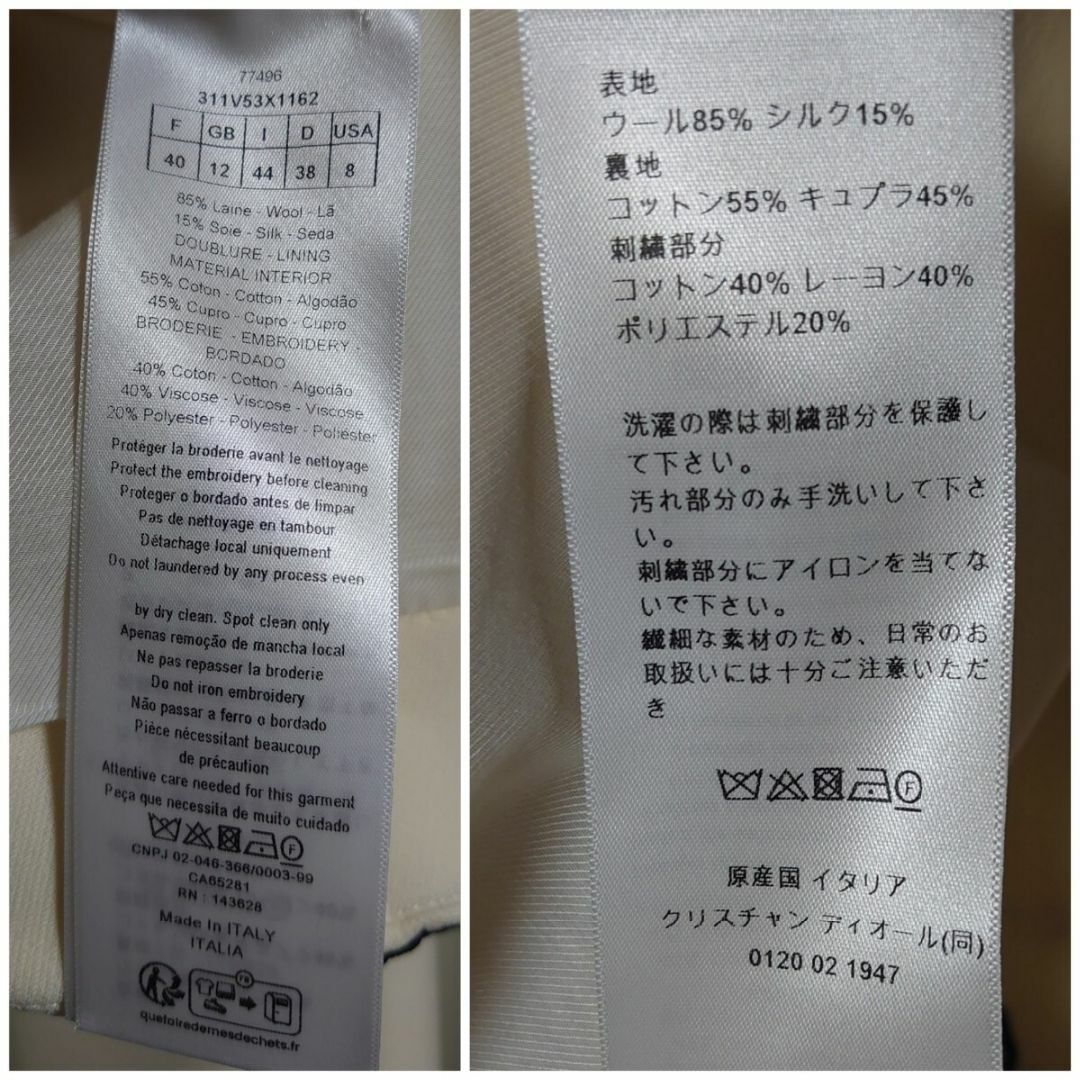 77496
311V53X1162
F GB I D USA
40 12 44 38 8
85% Laine - Wool - Lã
15% Soie - Silk - Seda
DOUBLURE - LINING
MATERIAL INTERIOR
55% Coton - Cotton - Algodão
45% Cupro - Cupro - Cupro
BRODERIE - EMBROIDERY -
BORDADO
40% Coton - Cotton - Algodão
40% Viscose - Viscose - Viscose
20% Polyester - Polyester - Poliéster
Protéger la broderie avant le nettoyage
Protect the embroidery before cleaning
Proteger o bordado antes de limpar
Pas de nettoyage en tambour
Détachage local uniquement
Do not laundered by any process even
by dry clean. Spot clean only
Apenas remoção de mancha local
Ne pas repasser la broderie
Do not iron embroidery
Não passar a ferro o bordado
Pièce nécessitant beaucoup
de précaution
Attentive care needed for this garment
Peça que necessita de muito cuidado
F
CNPJ 02-046-366/0003-99
CA65281
RN : 143628
Made In ITALY
ITALIA
FR
quefairedemesdechets.fr
表地
ウール85% シルク15%
裏地
コットン55% キュプラ45%
刺繍部分
コットン40% レーヨン40%
ポリエステル20%
洗濯の際は刺繍部分を保護し
て下さい。
汚れ部分のみ手洗いして下さ
い。
刺繍部分にアイロンを当てな
いで下さい。
繊細な素材のため、日常のお
取扱いには十分ご注意いただ
き
F
原産国 イタリア
クリスチャン ディオール(同)
0120 02 1947